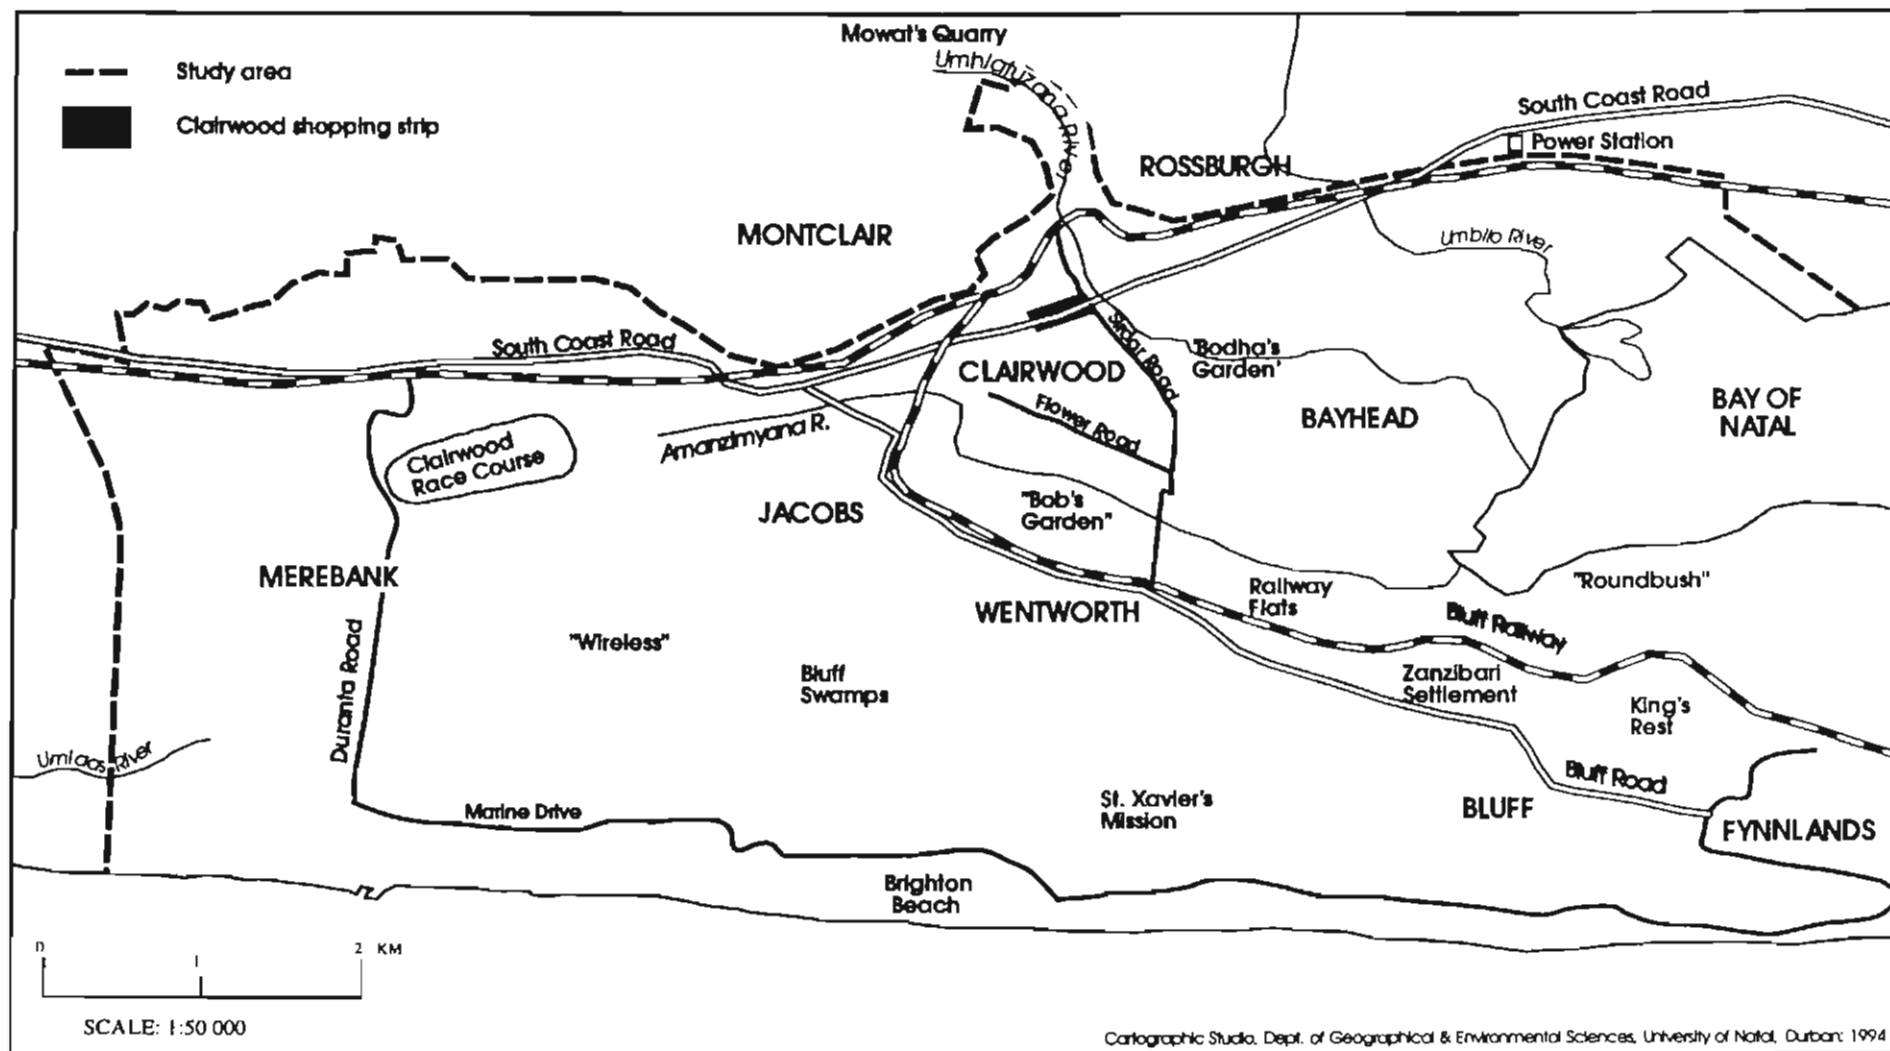 Mowat's Quarry
Umhlatuzana River
Study area
Clairwood shopping strip
South Coast Road
Power Station
ROSSBURGH
MONTCLAIR
Umbilo River
South Coast Road
Sirdar Road
'Bodha's
Garden'
CLAIRWOOD
Flower Road
BAYHEAD
BAY OF
NATAL
Amanzimyana R.
Clairwood
Race Course
JACOBS
"Bob's
Garden"
MEREBANK
WENTWORTH
Railway
Flats
"Roundbush"
Bluff Railway
"Wireless"
Bluff
Swamps
Duranta Road
Zanzibari
Settlement
King's
Rest
Umlaas River
Bluff Road
Marine Drive
St. Xavier's
Mission
BLUFF
FYNNLANDS
Brighton
Beach
0 1 2 KM
SCALE: 1:50 000
Cartographic Studio, Dept. of Geographical & Environmental Sciences, University of Natal, Durban: 1994